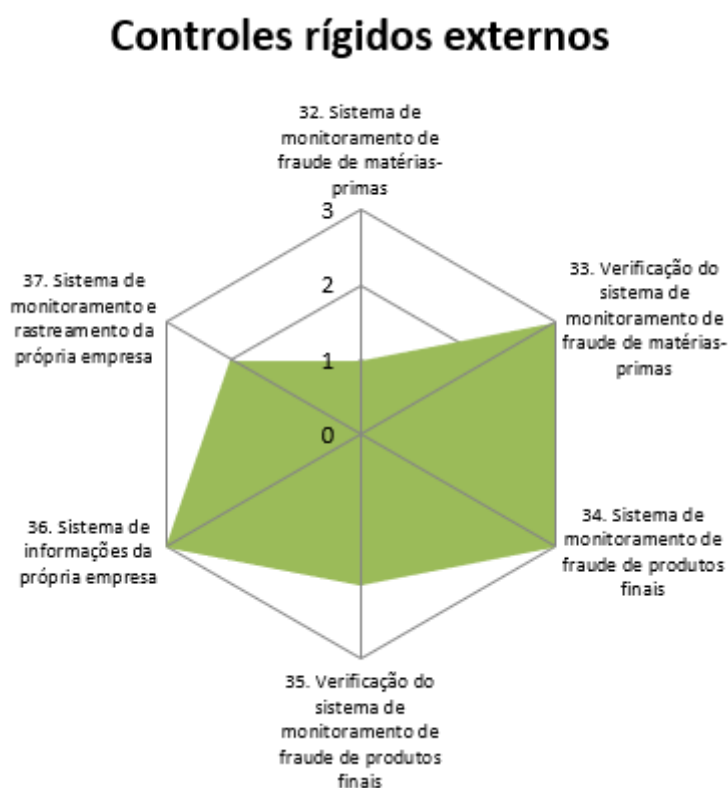 Controles rígidos externos
32. Sistema de
monitoramento de
fraude de matérias-
primas
3
2
1
0
33. Verificação do
sistema de
monitoramento de
fraude de matérias-
primas
34. Sistema de
monitoramento de
fraude de produtos
finais
35. Verificação do
sistema de
monitoramento de
fraude de produtos
finais
36. Sistema de
informações da
própria empresa
37. Sistema de
monitoramento e
rastreamento da
própria empresa